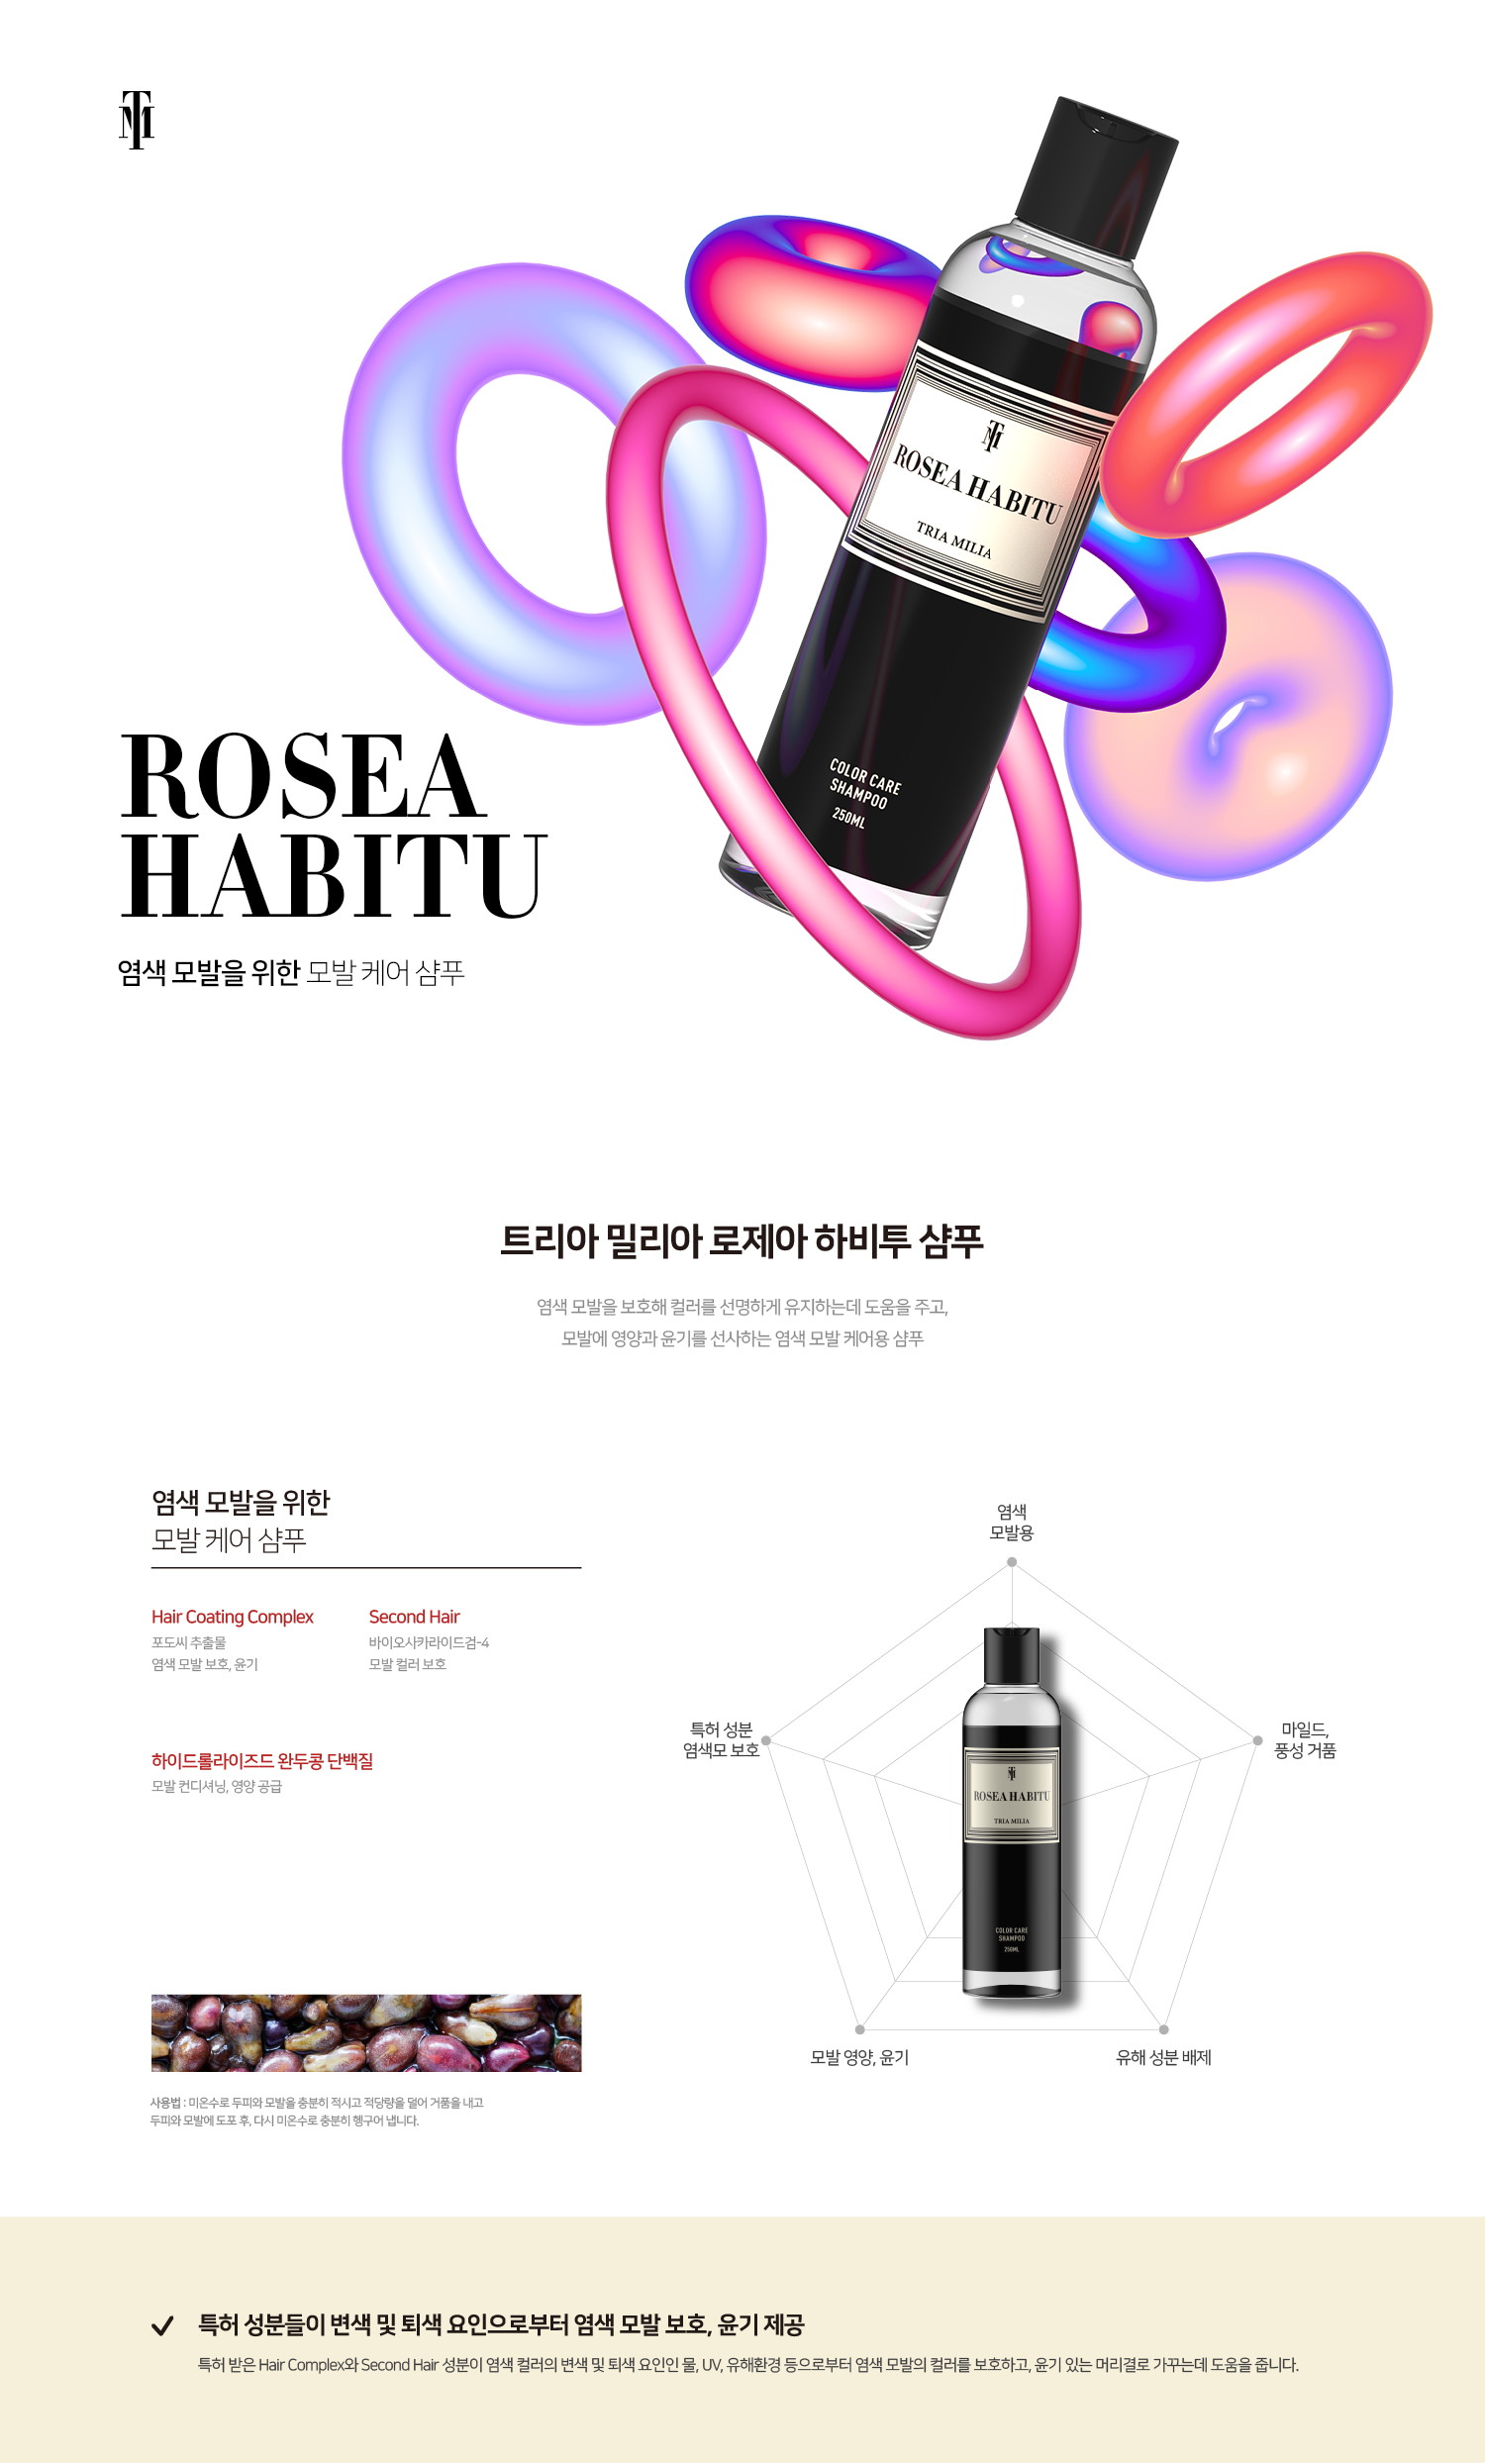 TM
ROSEA HABITU
TRIA MILIA
COLOR CARE
SHAMPOO
250ML
ROSEA
HABITU
염색 모발을 위한 모발 케어 샴푸
트리아 밀리아 로제아 하비투 샴푸
염색 모발을 보호해 컬러를 선명하게 유지하는데 도움을 주고,
모발에 영양과 윤기를 선사하는 염색 모발 케어용 샴푸
염색 모발을 위한
모발 케어 샴푸
Hair Coating Complex
포도씨 추출물
염색 모발 보호, 윤기
Second Hair
바이오사카라이드검-4
모발 컬러 보호
하이드롤라이즈드 완두콩 단백질
모발 컨디셔닝, 영양 공급
사용법 : 미온수로 두피와 모발을 충분히 적시고 적당량을 덜어 거품을 내고
두피와 모발에 도포 후, 다시 미온수로 충분히 헹구어 냅니다.
염색
모발용
특허 성분
염색모 보호
마일드,
풍성 거품
TM
ROSEA HABITU
TRIA MILIA
COLOR CARE
SHAMPOO
250ML
모발 영양, 윤기
유해 성분 배제
특허 성분들이 변색 및 퇴색 요인으로부터 염색 모발 보호, 윤기 제공
특허 받은 Hair Complex와 Second Hair 성분이 염색 컬러의 변색 및 퇴색 요인인 물, UV, 유해환경 등으로부터 염색 모발의 컬러를 보호하고, 윤기 있는 머릿결로 가꾸는데 도움을 줍니다.